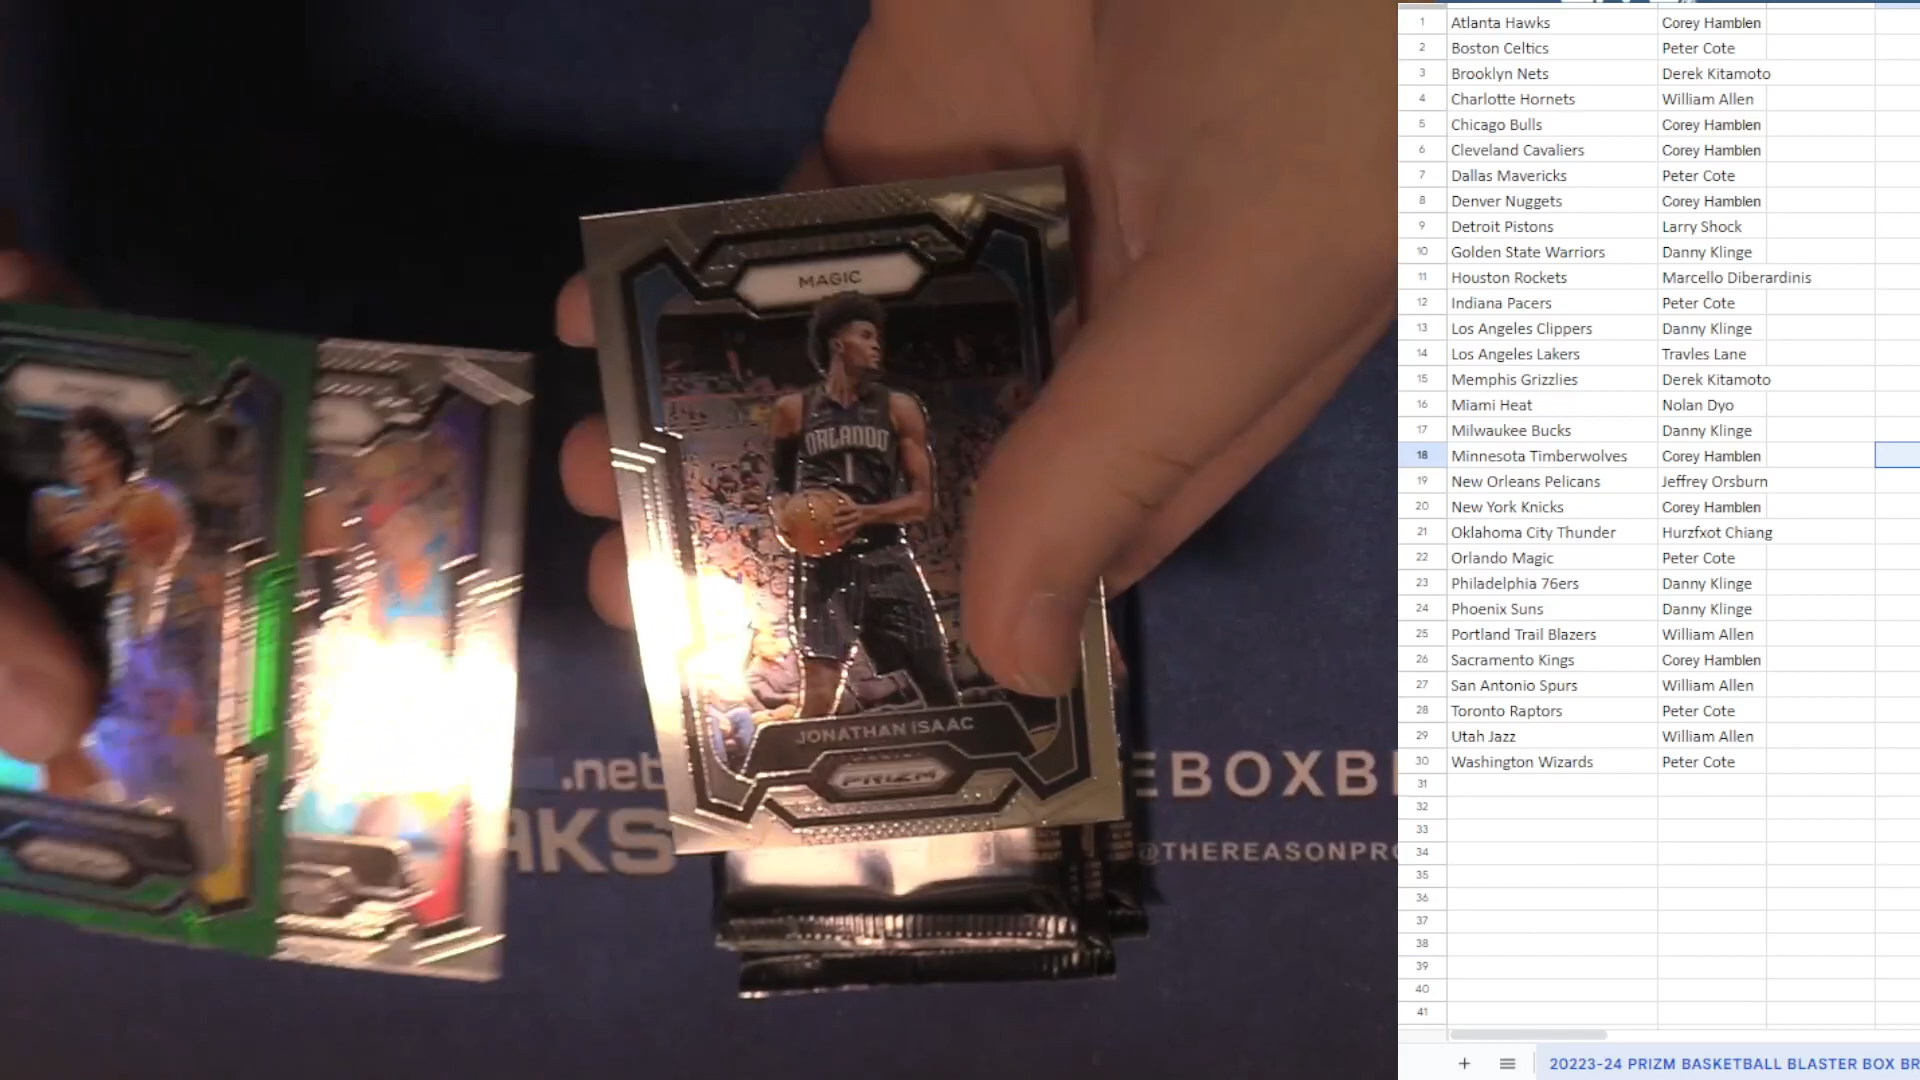 MAGIC
ORLANDO
1
JONATHAN ISAAC
PRIZM
.net
AKS
EBOXB
@THEREASONPR
1 Atlanta Hawks Corey Hamblen
2 Boston Celtics Peter Cote
3 Brooklyn Nets Derek Kitamoto
4 Charlotte Hornets William Allen
5 Chicago Bulls Corey Hamblen
6 Cleveland Cavaliers Corey Hamblen
7 Dallas Mavericks Peter Cote
8 Denver Nuggets Corey Hamblen
9 Detroit Pistons Larry Shock
10 Golden State Warriors Danny Klinge
11 Houston Rockets Marcello Diberardinis
12 Indiana Pacers Peter Cote
13 Los Angeles Clippers Danny Klinge
14 Los Angeles Lakers Travles Lane
15 Memphis Grizzlies Derek Kitamoto
16 Miami Heat Nolan Dyo
17 Milwaukee Bucks Danny Klinge
18 Minnesota Timberwolves Corey Hamblen
19 New Orleans Pelicans Jeffrey Orsburn
20 New York Knicks Corey Hamblen
21 Oklahoma City Thunder Hurzfxot Chiang
22 Orlando Magic Peter Cote
23 Philadelphia 76ers Danny Klinge
24 Phoenix Suns Danny Klinge
25 Portland Trail Blazers William Allen
26 Sacramento Kings Corey Hamblen
27 San Antonio Spurs William Allen
28 Toronto Raptors Peter Cote
29 Utah Jazz William Allen
30 Washington Wizards Peter Cote
31
32
33
34
35
36
37
38
39
40
41
20223-24 PRIZM BASKETBALL BLASTER BOX BR